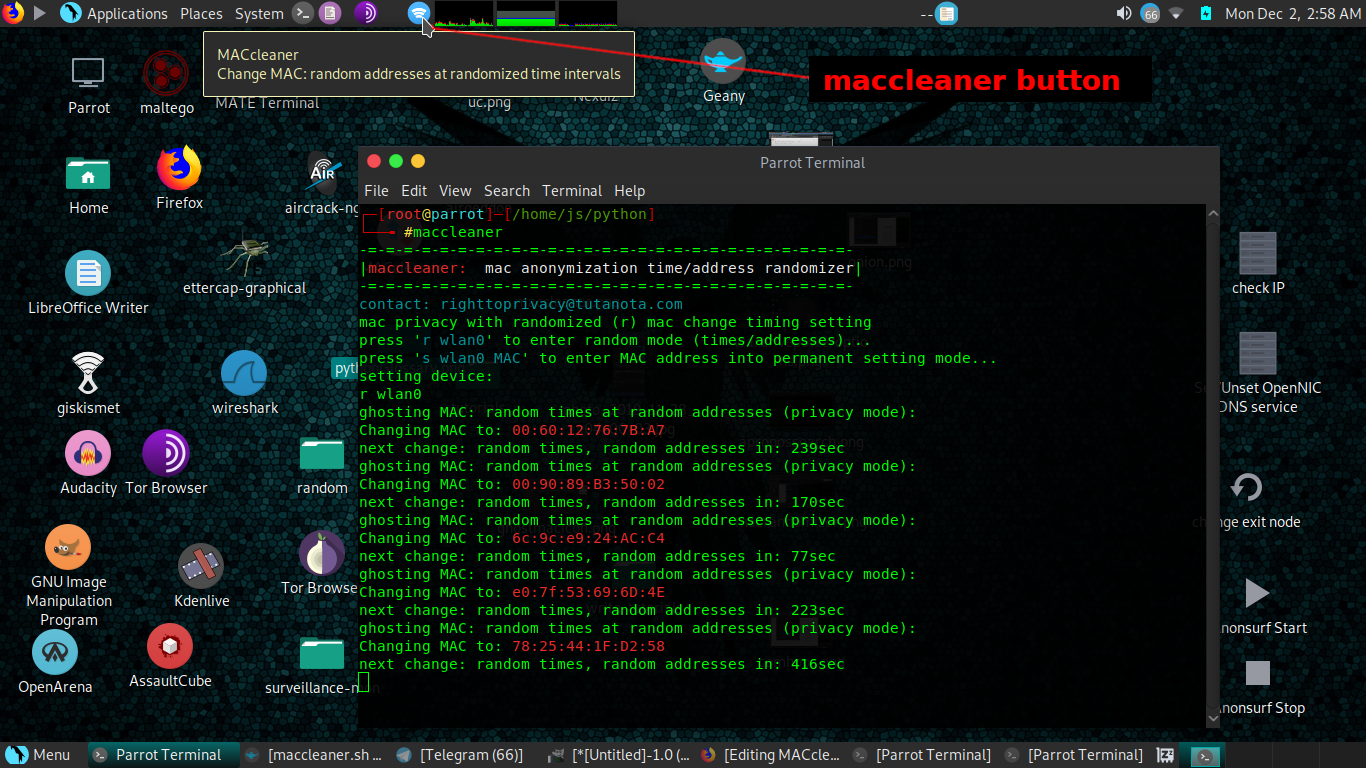 Applications Places System
--
66
Mon Dec 2, 2:58 AM
MACcleaner
Change MAC: random addresses at randomized time intervals
maccleaner button
Parrot
maltego
MATE Terminal
uc.png
Nexuiz
Geany
Home
Firefox
aircrack-ng
LibreOffice Writer
ettercap-graphical
giskismet
wireshark
pyth
Audacity
Tor Browser
random
GNU Image
Manipulation
Program
Kdenlive
Tor Browse
OpenArena
AssaultCube
surveillance-
Parrot Terminal
File Edit View Search Terminal Help
┌─[root@parrot]─[/home/js/python]
└──╼ #maccleaner
-=-=-=-=-=-=-=-=-=-=-=-=-=-=-=-=-=-=-=-=-=-=-=-=-=-=-=-
|maccleaner:  mac anonymization time/address randomizer|
-=-=-=-=-=-=-=-=-=-=-=-=-=-=-=-=-=-=-=-=-=-=-=-=-=-=-=-
contact: righttoprivacy@tutanota.com
mac privacy with randomized (r) mac change timing setting
press 'r wlan0' to enter random mode (times/addresses)...
press 's wlan0 MAC' to enter MAC address into permanent setting mode...
setting device:
r wlan0
ghosting MAC: random times at random addresses (privacy mode):
Changing MAC to: 00:60:12:76:7B:A7
next change: random times, random addresses in: 239sec
ghosting MAC: random times at random addresses (privacy mode):
Changing MAC to: 00:90:89:B3:50:02
next change: random times, random addresses in: 170sec
ghosting MAC: random times at random addresses (privacy mode):
Changing MAC to: 6c:9c:e9:24:AC:C4
next change: random times, random addresses in: 77sec
ghosting MAC: random times at random addresses (privacy mode):
Changing MAC to: e0:7f:53:69:6D:4E
next change: random times, random addresses in: 223sec
ghosting MAC: random times at random addresses (privacy mode):
Changing MAC to: 78:25:44:1F:D2:58
next change: random times, random addresses in: 416sec
check IP
Set/Unset OpenNIC
DNS service
change exit node
Anonsurf Start
Anonsurf Stop
Menu
Parrot Terminal
[maccleaner.sh ...
[Telegram (66)]
[*[Untitled]-1.0 (...
[Editing MACcle...
[Parrot Terminal]
[Parrot Terminal]